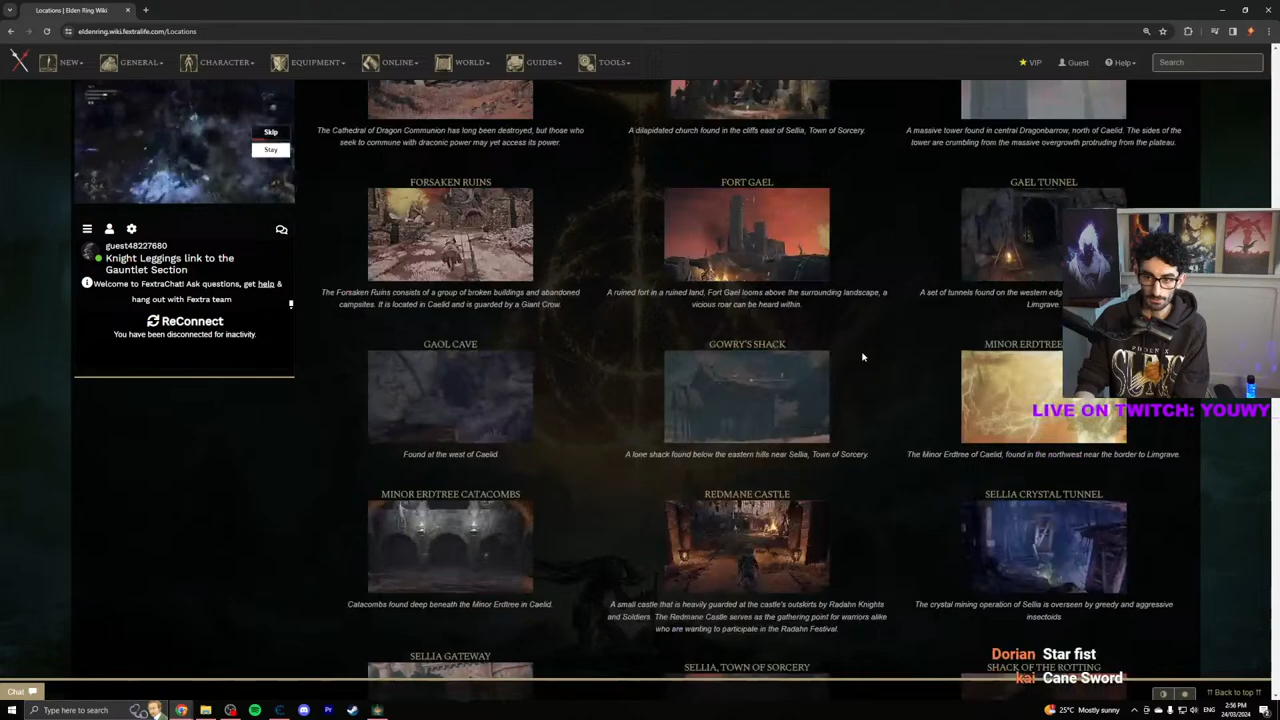 Locations | Elden Ring Wiki
eldenring.wiki.fextralife.com/Locations
NEW GENERAL CHARACTER EQUIPMENT ONLINE WORLD GUIDES TOOLS VIP Guest Help Search
Skip
Stay
guest48227680
Knight Leggings link to the
Gauntlet Section
Welcome to FextraChat! Ask questions, get help &
hang out with Fextra team
ReConnect
You have been disconnected for inactivity.
The Cathedral of Dragon Communion has long been destroyed, but those who
seek to commune with draconic power may yet access its power.
A dilapidated church found in the cliffs east of Sellia, Town of Sorcery.
A massive tower found in central Dragonbarrow, north of Caelid. The sides of the
tower are crumbling from the massive overgrowth protruding from the plateau.
FORSAKEN RUINS
The Forsaken Ruins consists of a group of broken buildings and abandoned
campsites. It is located in Caelid and is guarded by a Giant Crow.
FORT GAEL
A ruined fort in a ruined land, Fort Gael looms above the surrounding landscape, a
vicious roar can be heard within.
GAEL TUNNEL
A set of tunnels found on the western edg
Limgrave.
GAOL CAVE
Found at the west of Caelid.
GOWRY'S SHACK
A lone shack found below the eastern hills near Sellia, Town of Sorcery.
MINOR ERDTREE
The Minor Erdtree of Caelid, found in the northwest near the border to Limgrave.
PHOENIX
LIVE ON TWITCH: YOUWY
MINOR ERDTREE CATACOMBS
Catacombs found deep beneath the Minor Erdtree in Caelid.
REDMANE CASTLE
A small castle that is heavily guarded at the castle's outskirts by Radahn Knights
and Soldiers. The Redmane Castle serves as the gathering point for warriors alike
who are wanting to participate in the Radahn Festival.
SELLIA CRYSTAL TUNNEL
The crystal mining operation of Sellia is overseen by greedy and aggressive
insectoids
SELLIA GATEWAY
SELLIA, TOWN OF SORCERY
SHACK OF THE ROTTING
Dorian Star fist
kai Cane Sword
Chat
Back to top
Type here to search
25°C Mostly sunny
ENG
2:56 PM
24/03/2024